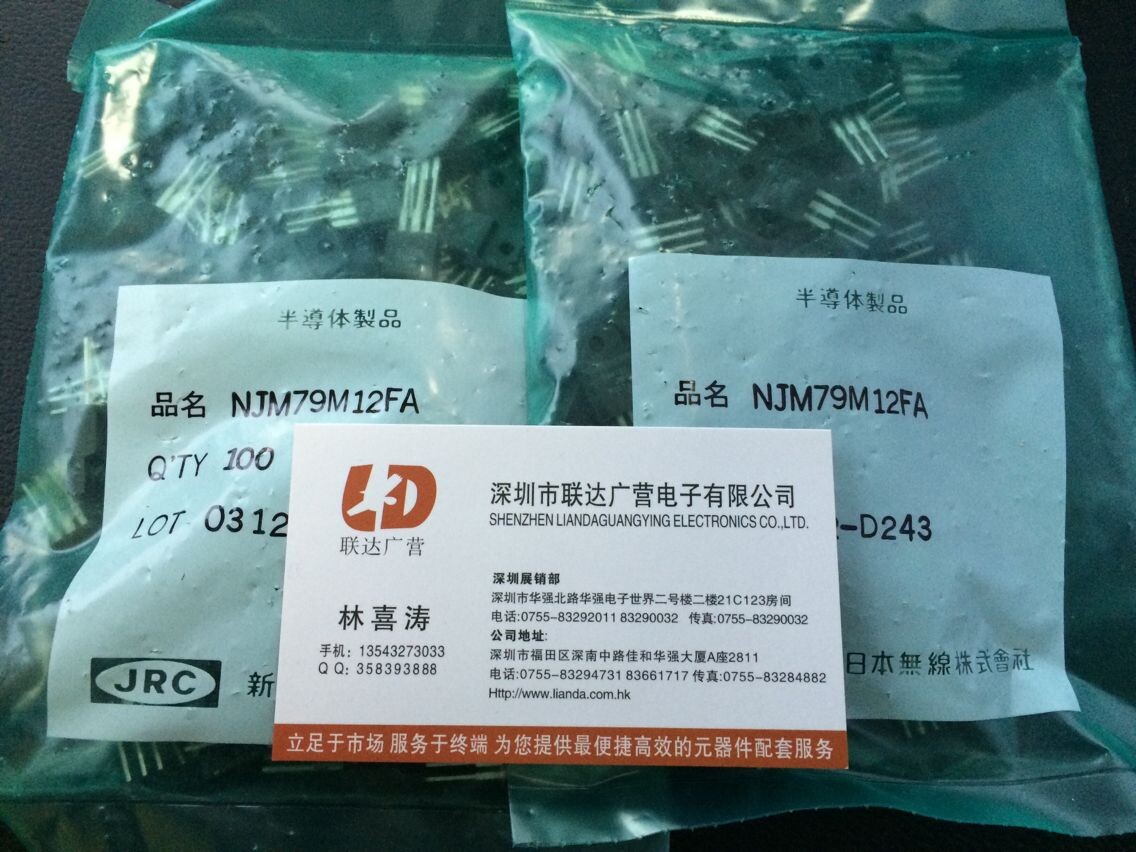 半導体製品
品名 NJM79M12FA
Q'TY 100
LOT 0312
JRC 新
半導体製品
品名 NJM79M12FA
-D243
日本無線株式會社
LD
联达广营
林喜涛
手机：13543273033
QQ：358393888
深圳市联达广营电子有限公司
SHENZHEN LIANDAGUANGYING ELECTRONICS CO.,LTD.
深圳展销部
深圳市华强北路华强电子世界二号楼二楼21C123房间
电话:0755-83292011 83290032 传真:0755-83290032
公司地址:
深圳市福田区深南中路佳和华强大厦A座2811
电话:0755-83294731 83661717 传真:0755-83284882
Http://www.lianda.com.hk
立足于市场 服务于终端 为您提供最便捷高效的元器件配套服务